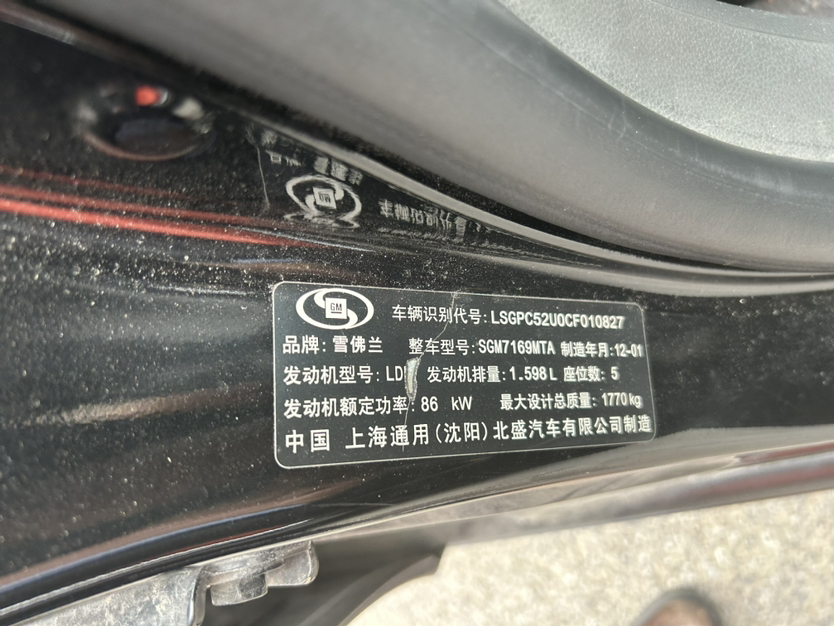 GM
车辆识别代号:LSGPC52U0CF010827
品牌:雪佛兰 整车型号:SGM7169MTA 制造年月:12-01
发动机型号:LD 发动机排量:1.598L 座位数:5
发动机额定功率:86 kW 最大设计总质量:1770kg
中国 上海通用(沈阳)北盛汽车有限公司制造